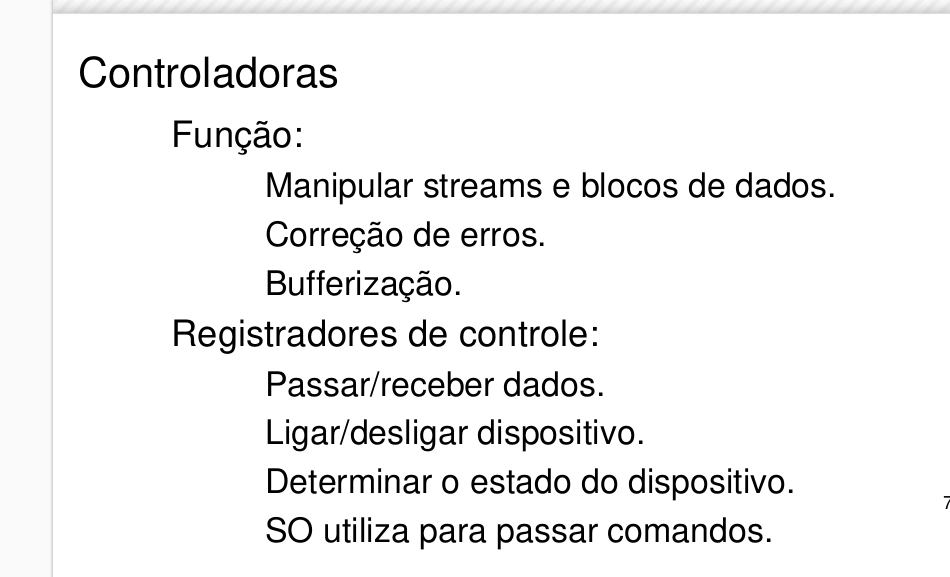 Controladoras
Função:
Manipular streams e blocos de dados.
Correção de erros.
Bufferização.
Registradores de controle:
Passar/receber dados.
Ligar/desligar dispositivo.
Determinar o estado do dispositivo.
7
SO utiliza para passar comandos.